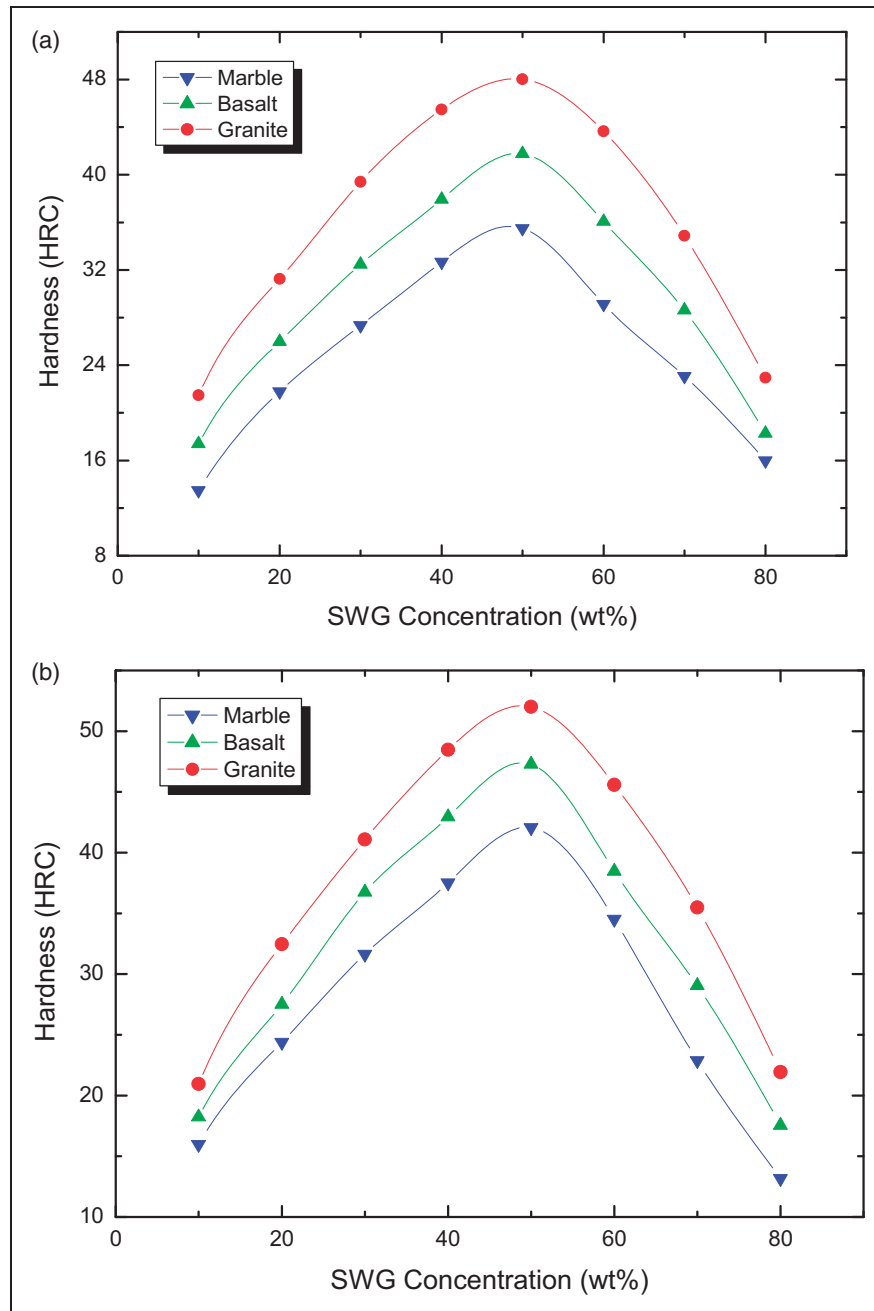 (a)
Marble
Basalt
Granite
48
40
32
24
16
8
Hardness (HRC)
0 20 40 60 80
SWG Concentration (wt%)
(b)
Marble
Basalt
Granite
50
40
30
20
10
Hardness (HRC)
0 20 40 60 80
SWG Concentration (wt%)